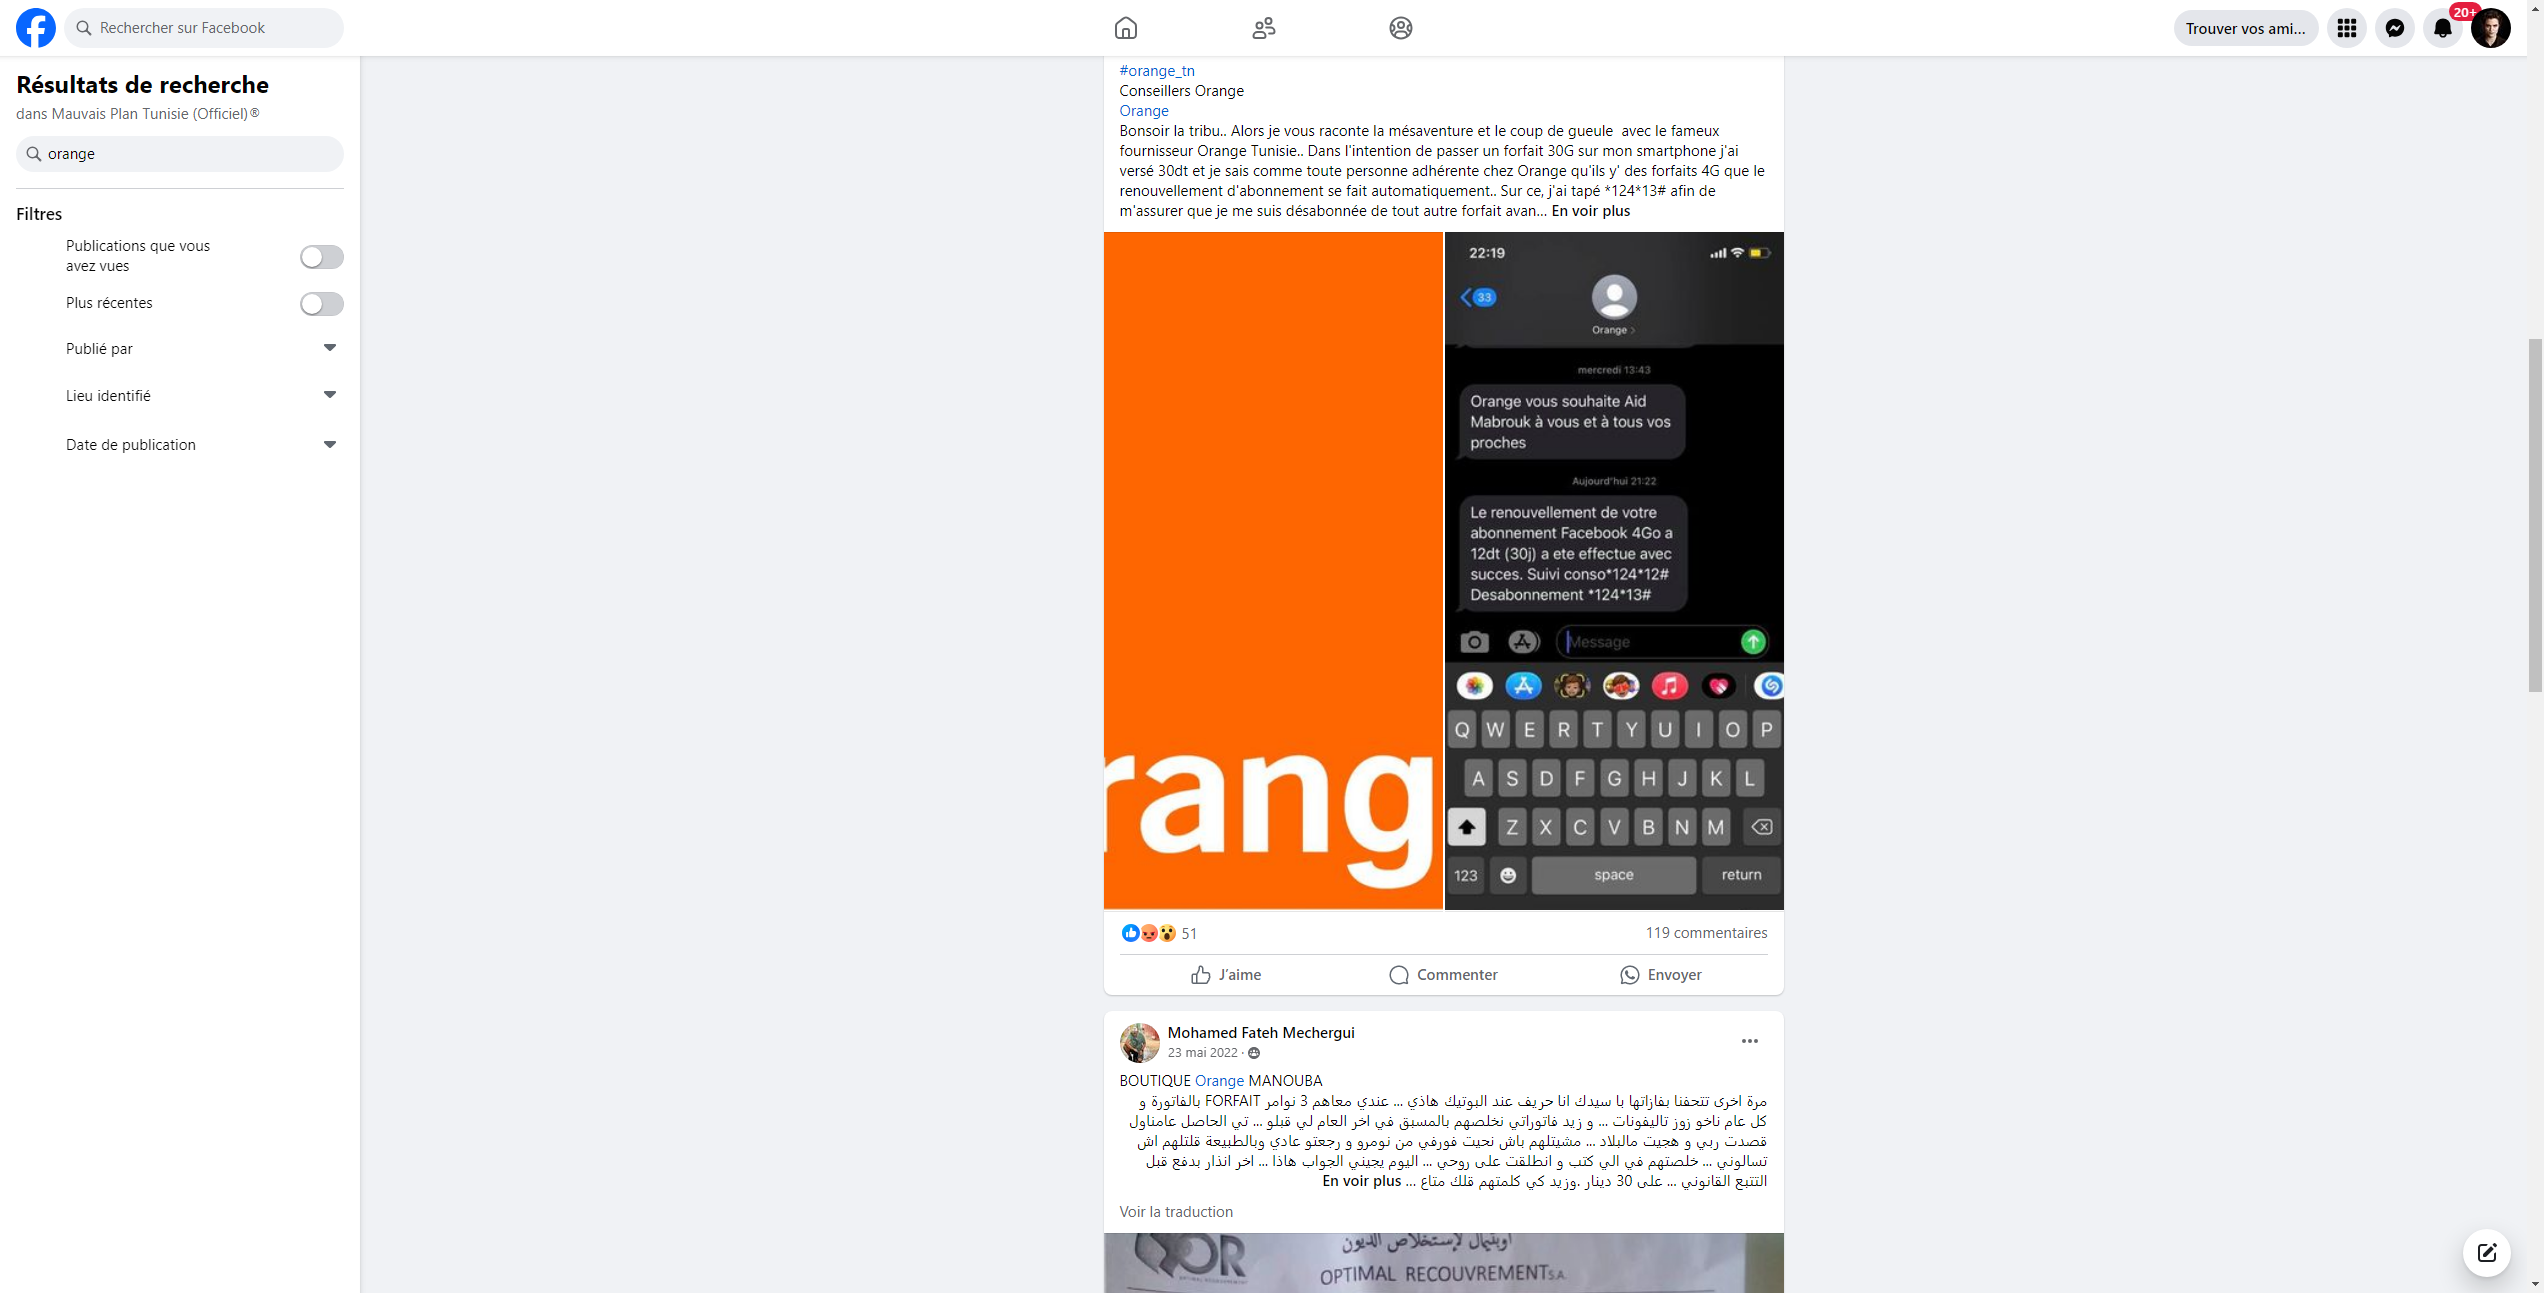 Rechercher sur Facebook
Trouver vos ami...
20+
Résultats de recherche
dans Mauvais Plan Tunisie (Officiel)®
orange
Filtres
Publications que vous
avez vues
Plus récentes
Publié par
Lieu identifié
Date de publication
#orange_tn
Conseillers Orange
Orange
Bonsoir la tribu.. Alors je vous raconte la mésaventure et le coup de gueule avec le fameux
fournisseur Orange Tunisie.. Dans l'intention de passer un forfait 30G sur mon smartphone j'ai
versé 30dt et je sais comme toute personne adhérente chez Orange qu'ils y' des forfaits 4G que le
renouvellement d'abonnement se fait automatiquement.. Sur ce, j'ai tapé *124*13# afin de
m'assurer que je me suis désabonnée de tout autre forfait avan... En voir plus
rang
22:19
33
Orange
mercredi 13:43
Orange vous souhaite Aid
Mabrouk à vous et à tous vos
proches
Aujourd'hui 21:22
Le renouvellement de votre
abonnement Facebook 4Go a
12dt (30j) a ete effectue avec
succes. Suivi conso*124*12#
Desabonnement *124*13#
Message
Q W E R T Y U I O P
A S D F G H J K L
Z X C V B N M
123 space return
51
119 commentaires
J'aime
Commenter
Envoyer
Mohamed Fateh Mechergui
23 mai 2022
BOUTIQUE Orange MANOUBA
مرة اخرى تتحفنا بفازاتها با سيدك انا حريف عند البوتيك هاذي ... عندي معاهم 3 نوامر FORFAIT بالفاتورة و
كل عام ناخو زوز تاليفونات ... و زيد فاتوراتي نخلصهم بالمسبق في اخر العام لي قبلو ... تي الحاصل عامناول
قصدت ربي و هجيت مالبلاد ... مشيتلهم باش نحيت فورفي من نومرو و رجعتو عادي وبالطبيعة قلتلهم اش
تسالوني ... خلصتهم في الي كتب و انطلقت على روحي ... اليوم يجيني الجواب هاذا ... اخر انذار بدفع قبل
التتبع القانوني ... على 30 دينار .وزيد كي كلمتهم قلك متاع ... En voir plus
Voir la traduction
OR
أوبتيمال لإستخلاص الديون
OPTIMAL RECOUVREMENT S.A.